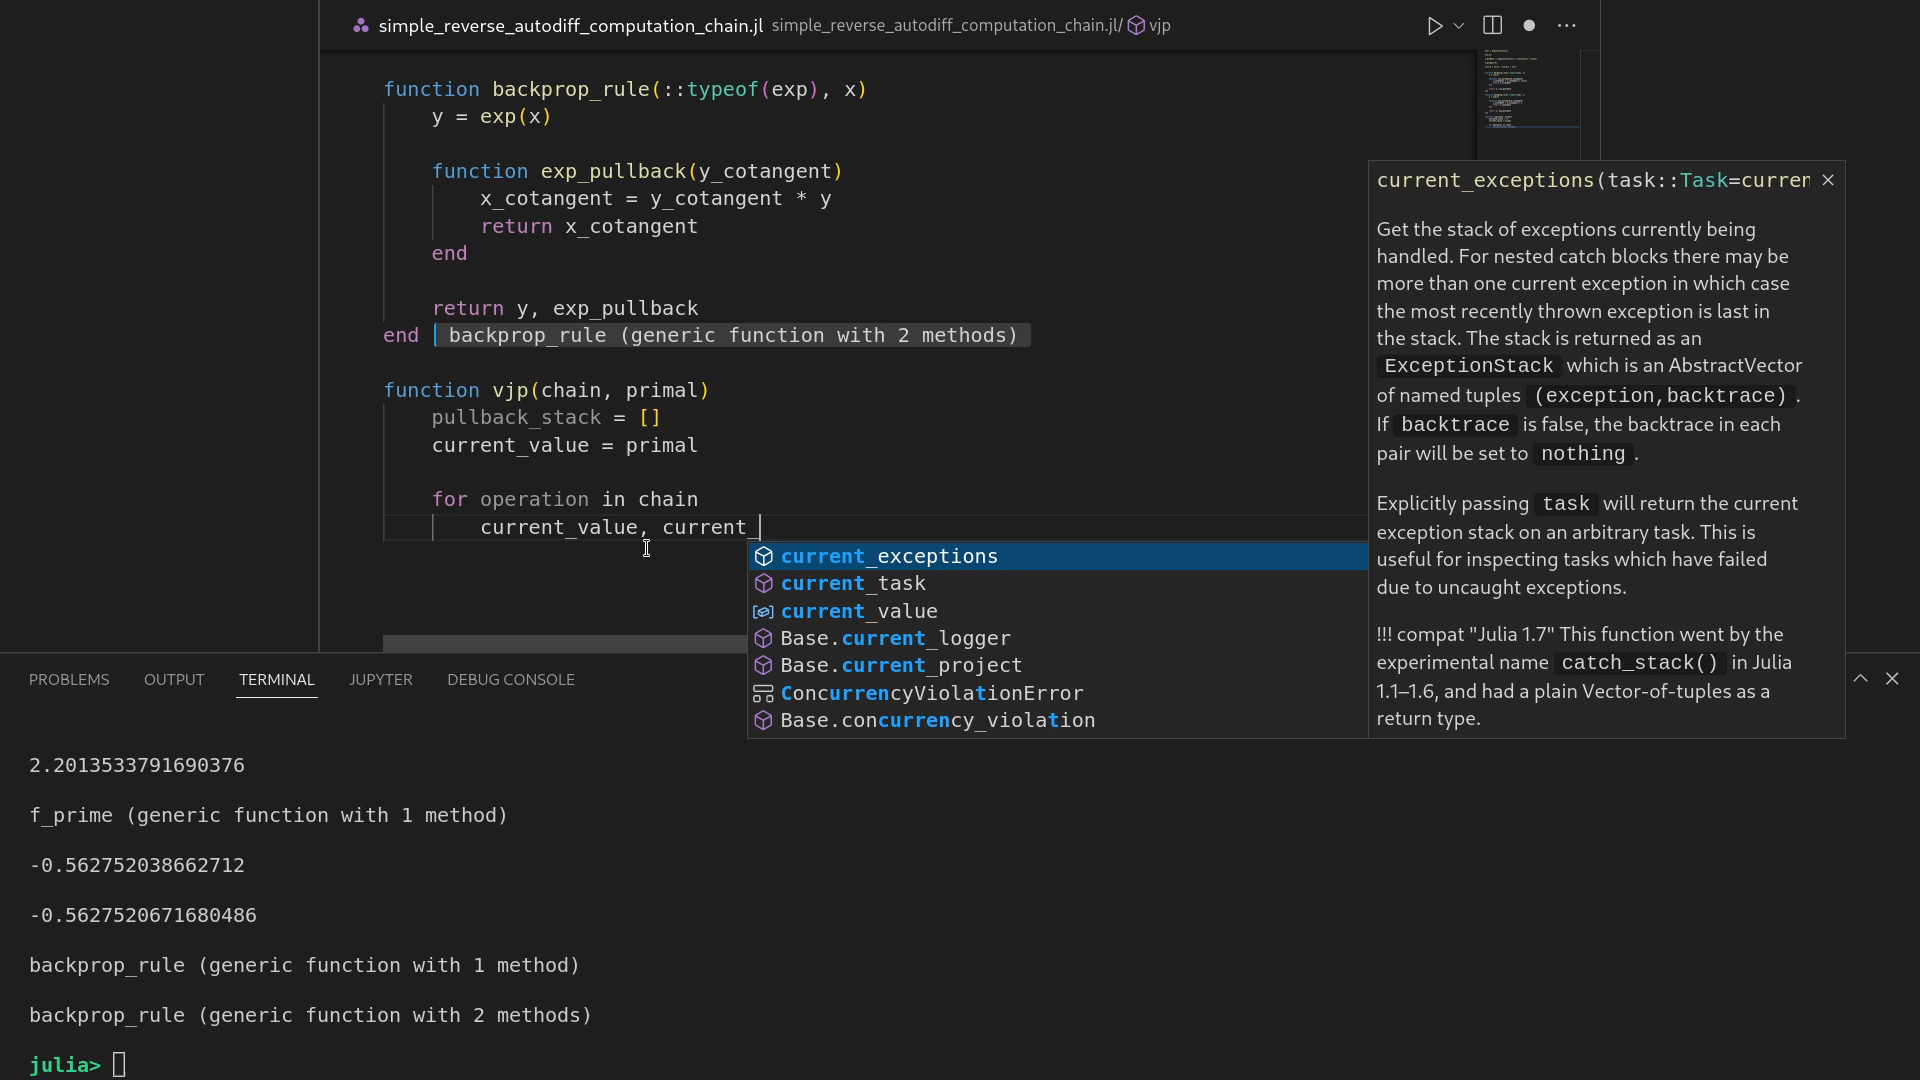 simple_reverse_autodiff_computation_chain.jl simple_reverse_autodiff_computation_chain.jl/ vjp
function backprop_rule(::typeof(exp), x)
y = exp(x)
function exp_pullback(y_cotangent)
x_cotangent = y_cotangent * y
return x_cotangent
end
return y, exp_pullback
end backprop_rule (generic function with 2 methods)
function vjp(chain, primal)
pullback_stack = []
current_value = primal
for operation in chain
current_value, current_
current_exceptions
current_task
current_value
Base.current_logger
Base.current_project
ConcurrencyViolationError
Base.concurrency_violation
current_exceptions(task::Task=curren
Get the stack of exceptions currently being
handled. For nested catch blocks there may be
more than one current exception in which case
the most recently thrown exception is last in
the stack. The stack is returned as an
ExceptionStack which is an AbstractVector
of named tuples (exception,backtrace).
If backtrace is false, the backtrace in each
pair will be set to nothing.
Explicitly passing task will return the current
exception stack on an arbitrary task. This is
useful for inspecting tasks which have failed
due to uncaught exceptions.
!!! compat "Julia 1.7" This function went by the
experimental name catch_stack() in Julia
1.1–1.6, and had a plain Vector-of-tuples as a
return type.
PROBLEMS OUTPUT TERMINAL JUPYTER DEBUG CONSOLE
2.2013533791690376
f_prime (generic function with 1 method)
-0.562752038662712
-0.5627520671680486
backprop_rule (generic function with 1 method)
backprop_rule (generic function with 2 methods)
julia>